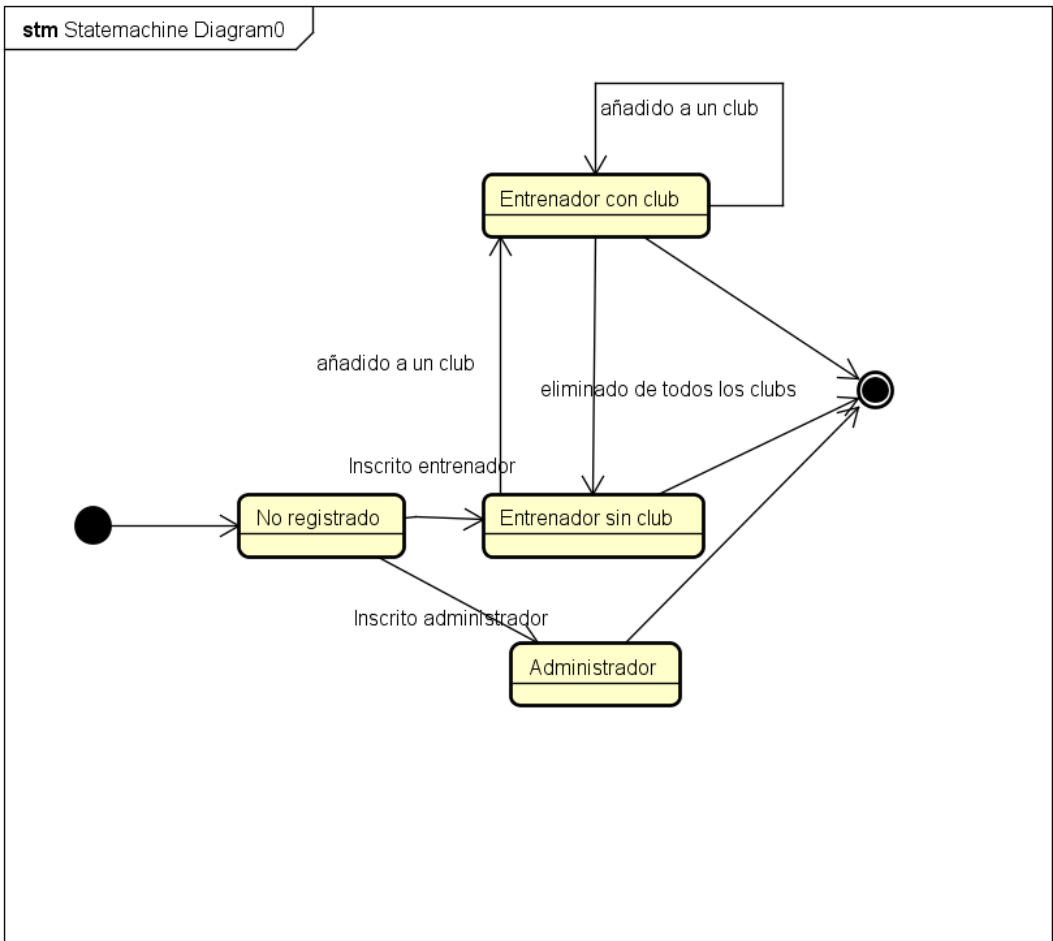 stm Statemachine Diagram0
añadido a un club
Entrenador con club
añadido a un club
eliminado de todos los clubs
Inscrito entrenador
No registrado
Entrenador sin club
Inscrito administrador
Administrador